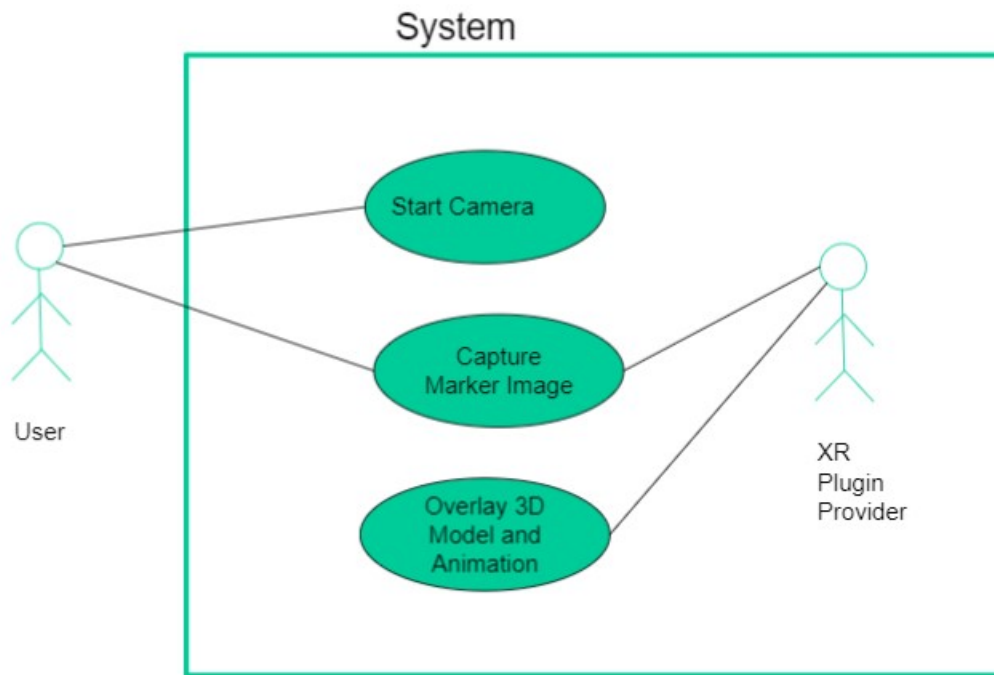 System
Start Camera
Capture
Marker Image
User
XR
Plugin
Provider
Overlay 3D
Model and
Animation